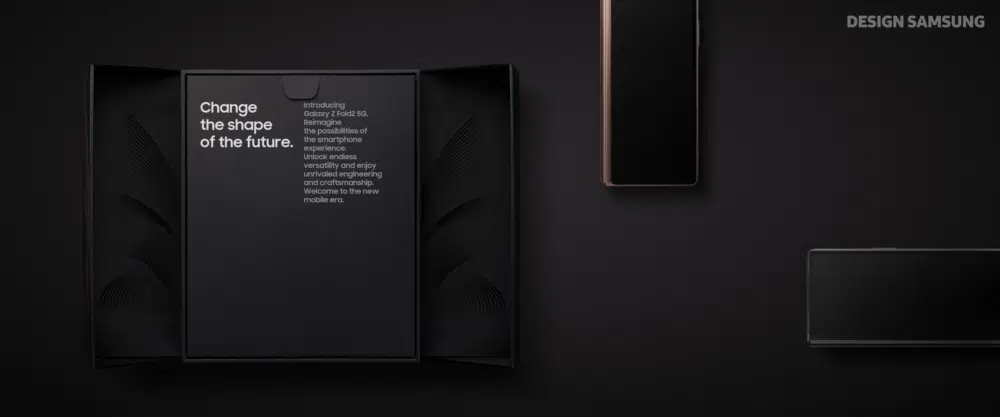 DESIGN SAMSUNG
Change
the shape
of the future.
Introducing
Galaxy Z Fold2 5G.
Reimagine
the possibilities of
the smartphone
experience.
Unlock endless
versatility and enjoy
unrivaled engineering
and craftsmanship.
Welcome to the new
mobile era.